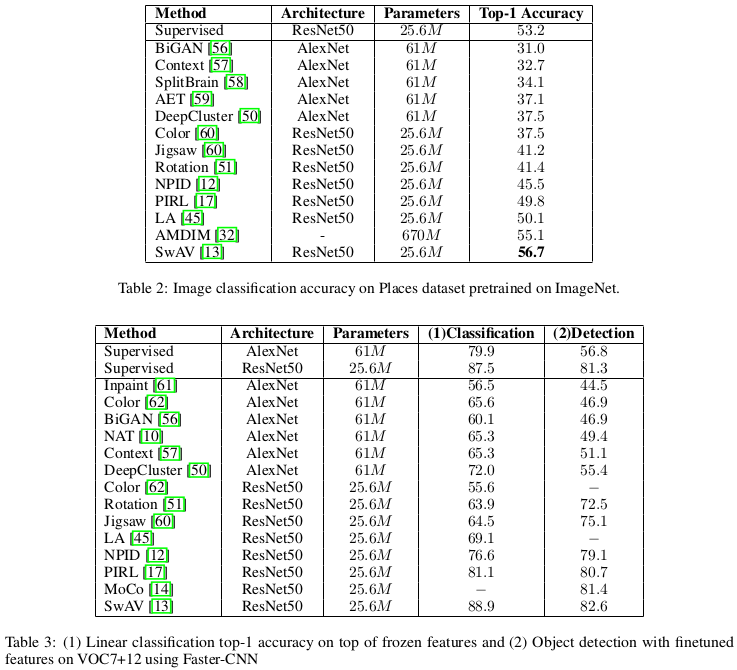 Method Architecture Parameters Top-1 Accuracy
Supervised ResNet50 25.6M 53.2
BiGAN [56] AlexNet 61M 31.0
Context [57] AlexNet 61M 32.7
SplitBrain [58] AlexNet 61M 34.1
AET [59] AlexNet 61M 37.1
DeepCluster [50] AlexNet 61M 37.5
Color [60] ResNet50 25.6M 37.5
Jigsaw [60] ResNet50 25.6M 41.2
Rotation [51] ResNet50 25.6M 41.4
NPID [12] ResNet50 25.6M 45.5
PIRL [17] ResNet50 25.6M 49.8
LA [45] ResNet50 25.6M 50.1
AMDIM [32] - 670M 55.1
SwAV [13] ResNet50 25.6M 56.7
Table 2: Image classification accuracy on Places dataset pretrained on ImageNet.
Method Architecture Parameters (1)Classification (2)Detection
Supervised AlexNet 61M 79.9 56.8
Supervised ResNet50 25.6M 87.5 81.3
Inpaint [61] AlexNet 61M 56.5 44.5
Color [62] AlexNet 61M 65.6 46.9
BiGAN [56] AlexNet 61M 60.1 46.9
NAT [10] AlexNet 61M 65.3 49.4
Context [57] AlexNet 61M 65.3 51.1
DeepCluster [50] AlexNet 61M 72.0 55.4
Color [62] ResNet50 25.6M 55.6 −
Rotation [51] ResNet50 25.6M 63.9 72.5
Jigsaw [60] ResNet50 25.6M 64.5 75.1
LA [45] ResNet50 25.6M 69.1 −
NPID [12] ResNet50 25.6M 76.6 79.1
PIRL [17] ResNet50 25.6M 81.1 80.7
MoCo [14] ResNet50 25.6M − 81.4
SwAV [13] ResNet50 25.6M 88.9 82.6
Table 3: (1) Linear classification top-1 accuracy on top of frozen features and (2) Object detection with finetuned
features on VOC7+12 using Faster-CNN